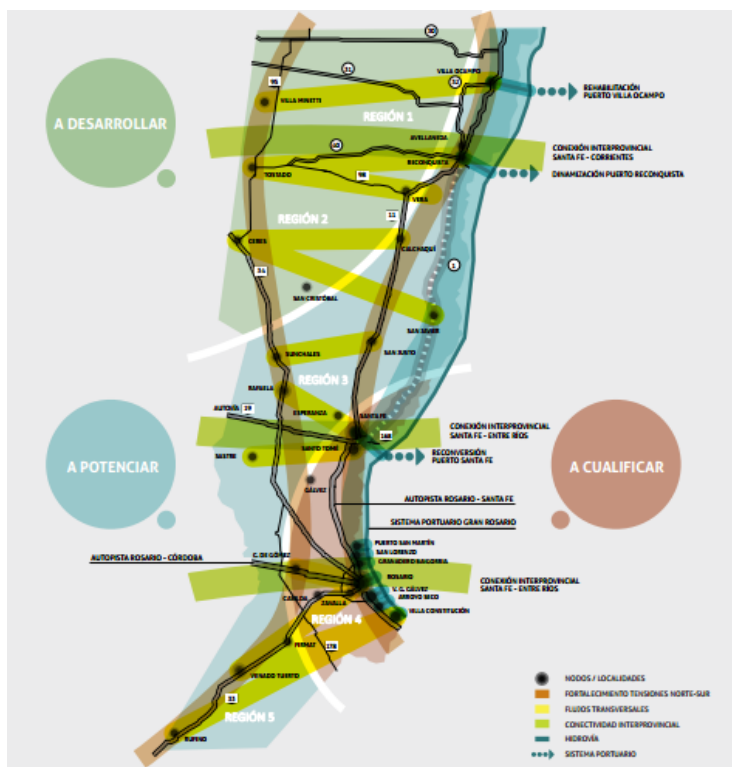 30
31
VILLA OCAMPO
32
95
REHABILITACIÓN
PUERTO VILLA OCAMPO
VILLA MINETTI
REGIÓN 1
A DESARROLLAR
AVELLANEDA
40
CONEXIÓN INTERPROVINCIAL
SANTA FE - CORRIENTES
RECONQUISTA
TOSTADO
98
DINAMIZACIÓN PUERTO RECONQUISTA
VERA
11
REGIÓN 2
CERES
CALCHAQUÍ
34
1
SAN CRISTÓBAL
SAN JAVIER
SUNCHALES
SAN JUSTO
REGIÓN 3
RAFAELA
AUTOVÍA 19
ESPERANZA
SANTA FE
CONEXIÓN INTERPROVINCIAL
SANTA FE - ENTRE RÍOS
168
SASTRE
SANTO TOMÉ
RECONVERSIÓN
PUERTO SANTA FE
A POTENCIAR
A CUALIFICAR
GÁLVEZ
AUTOPISTA ROSARIO - SANTA FE
SISTEMA PORTUARIO GRAN ROSARIO
PUERTO SAN MARTÍN
SAN LORENZO
AUTOPISTA ROSARIO - CÓRDOBA
C. DE GÓMEZ
GRANADERO BAIGORRIA
ROSARIO
CONEXIÓN INTERPROVINCIAL
SANTA FE - ENTRE RÍOS
V. G. GÁLVEZ
ARROYO SECO
CASILDA
ZAVALLA
VILLA CONSTITUCIÓN
REGIÓN 4
FIRMAT
178
VENADO TUERTO
33
REGIÓN 5
RUFINO
NODOS / LOCALIDADES
FORTALECIMIENTO TENSIONES NORTE-SUR
FLUJOS TRANSVERSALES
CONECTIVIDAD INTERPROVINCIAL
HIDROVÍA
SISTEMA PORTUARIO